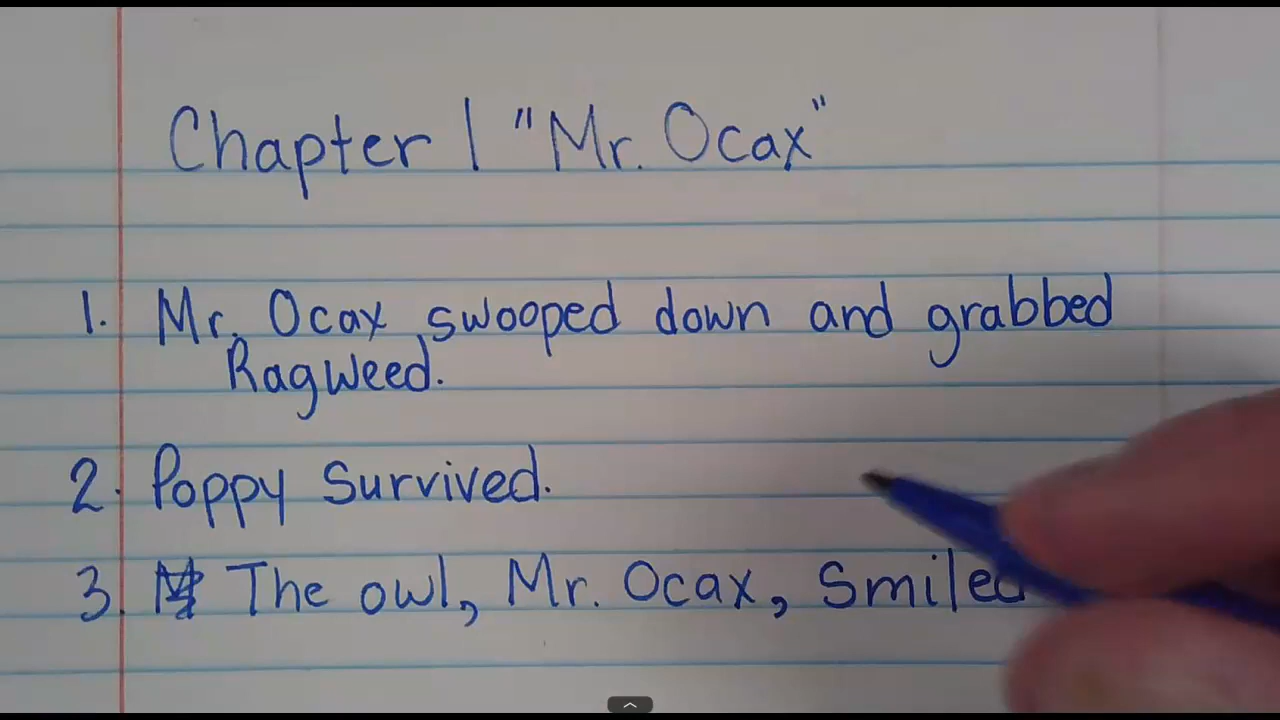 Chapter 1 "Mr. Ocax"
1. Mr. Ocax swooped down and grabbed
Ragweed.
2. Poppy Survived.
3. The owl, Mr. Ocax, Smiled